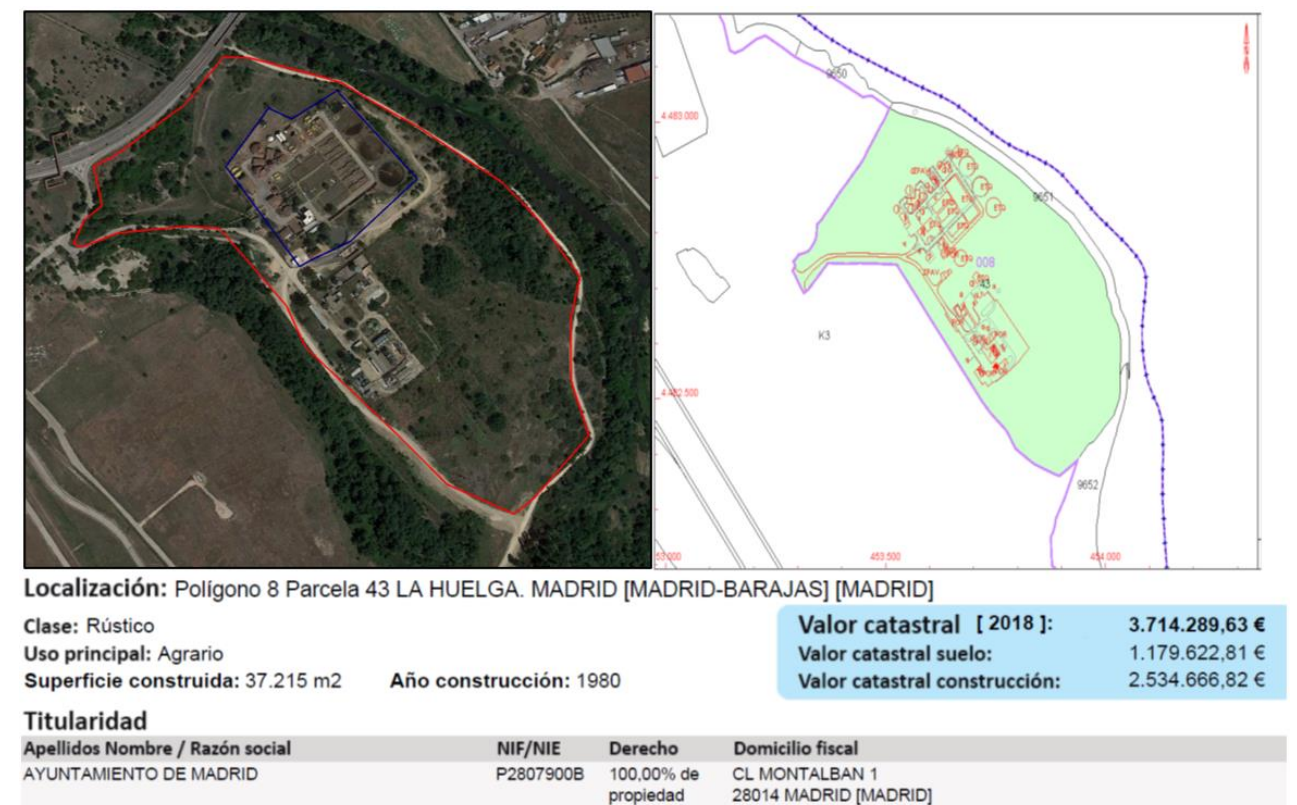 9650
4.483.000
9651
008
43
K3
4.482.500
9652
453.500
454.000
Localización: Polígono 8 Parcela 43 LA HUELGA. MADRID [MADRID-BARAJAS] [MADRID]
Clase: Rústico
Uso principal: Agrario
Superficie construida: 37.215 m2 Año construcción: 1980
Valor catastral [ 2018 ]: 3.714.289,63 €
Valor catastral suelo: 1.179.622,81 €
Valor catastral construcción: 2.534.666,82 €
Titularidad
Apellidos Nombre / Razón social NIF/NIE Derecho Domicilio fiscal
AYUNTAMIENTO DE MADRID P2807900B 100,00% de CL MONTALBAN 1
propiedad 28014 MADRID [MADRID]